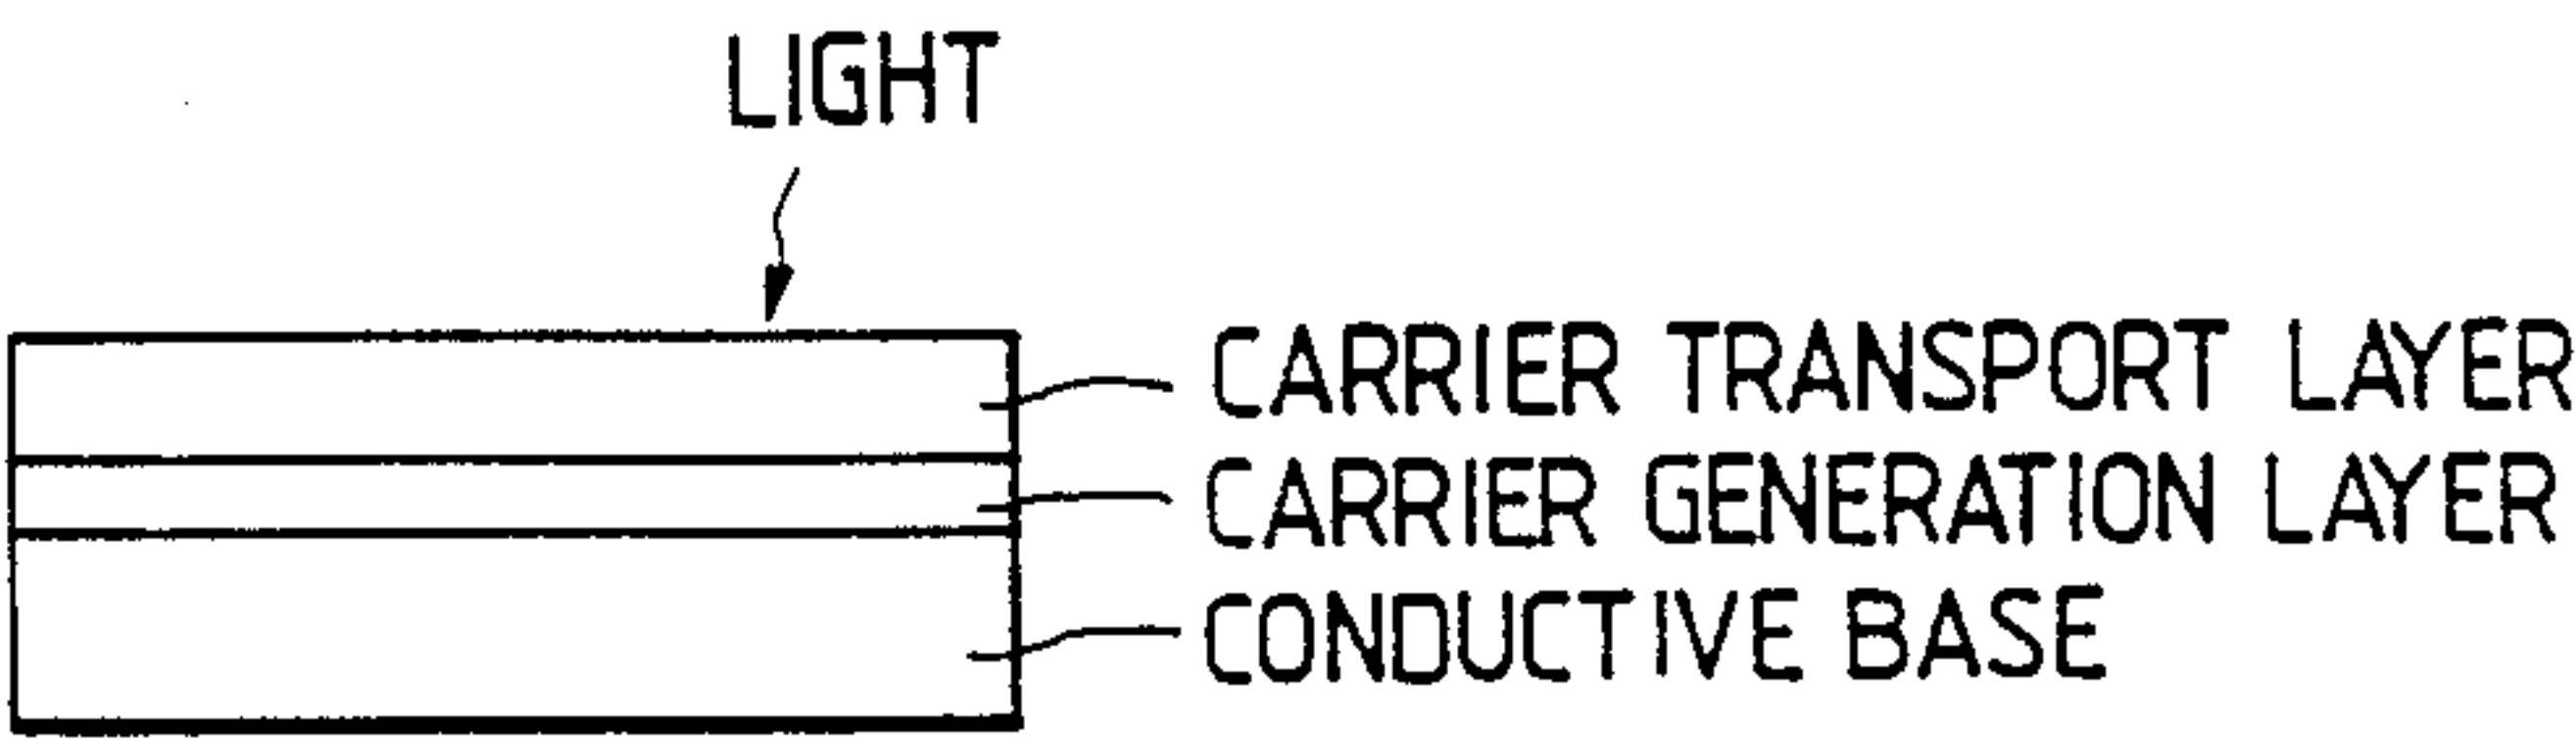 LIGHT
CARRIER TRANSPORT LAYER
CARRIER GENERATION LAYER
CONDUCTIVE BASE